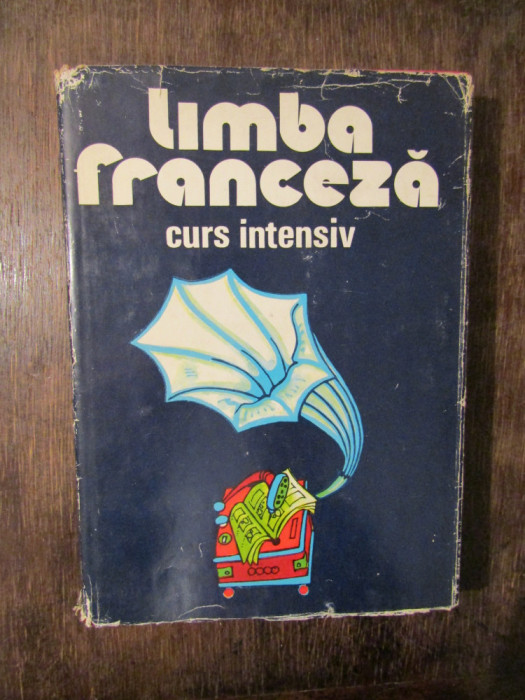 limba
franceză
curs intensiv